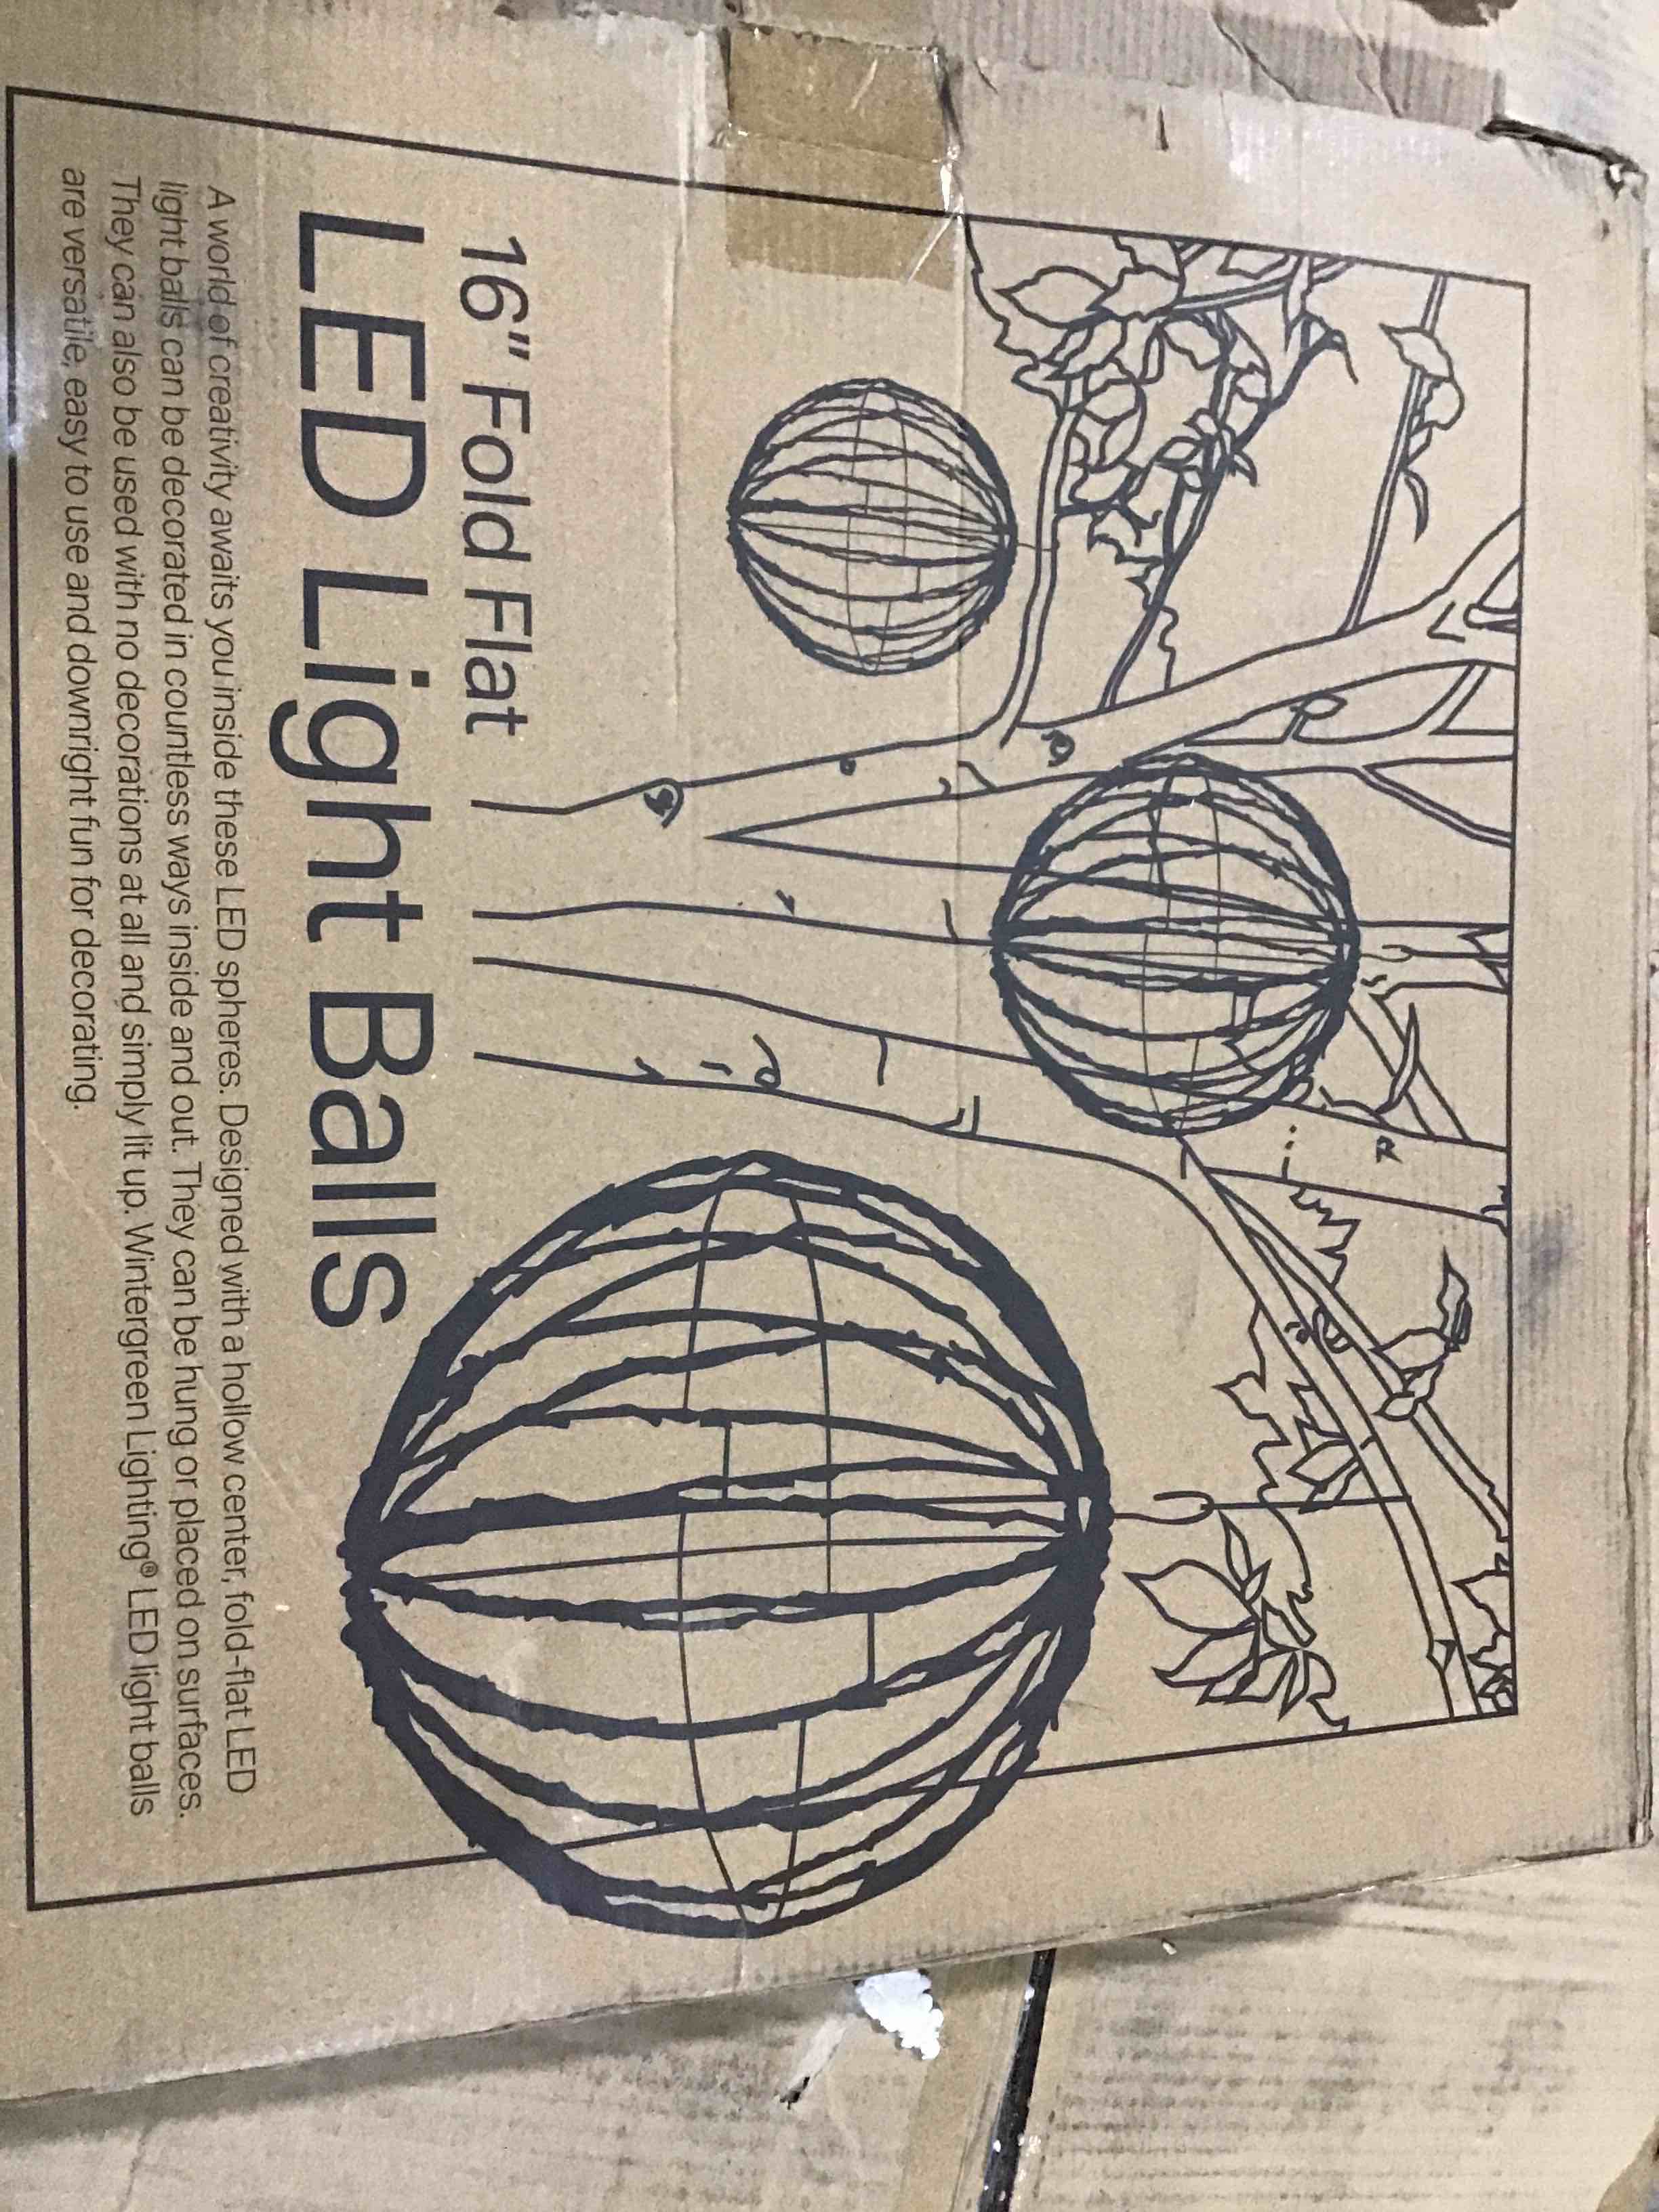 16" Fold Flat
LED Light Balls
A world of creativity awaits you inside these LED spheres. Designed with a hollow center, fold-flat LED
light balls can be decorated in countless ways inside and out. They can be hung or placed on surfaces.
They can also be used with no decorations at all and simply lit up. Wintergreen Lighting® LED light balls
are versatile, easy to use and downright fun for decorating.